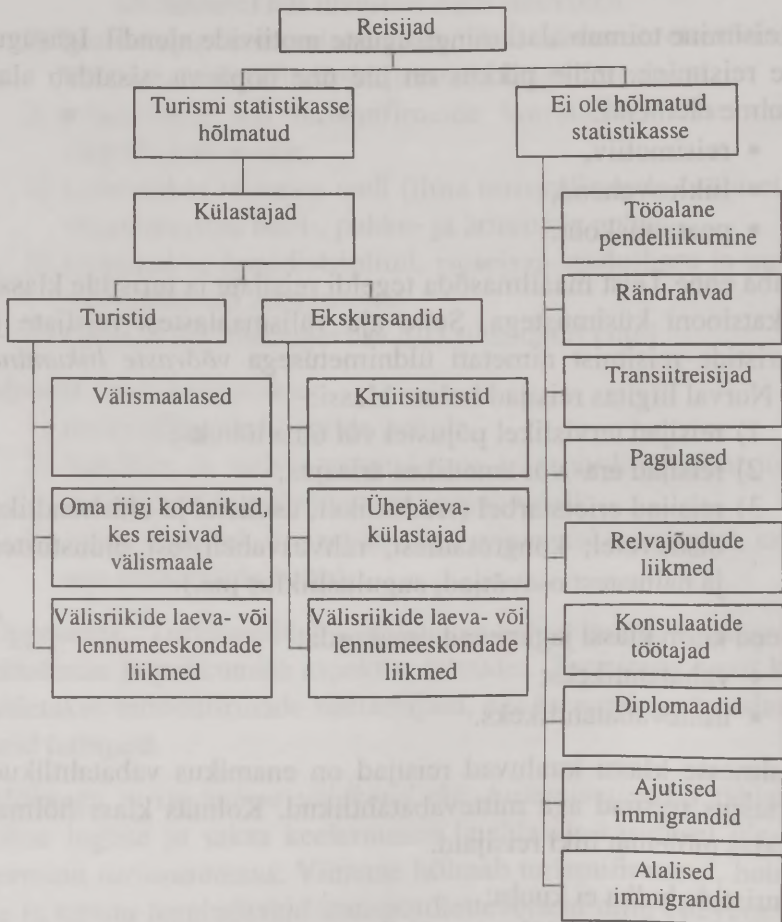 Reisijad
Turismi statistikasse
hõlmatud
Ei ole hõlmatud
statistikasse
Külastajad
Turistid
Ekskursandid
Välismaalased
Oma riigi kodanikud,
kes reisivad
välismaale
Välisriikide laeva- või
lennumeeskondade
liikmed
Kruiisituristid
Ühepäeva-
külastajad
Välisriikide laeva- või
lennumeeskondade
liikmed
Tööalane
pendelliikumine
Rändrahvad
Transiitreisijad
Pagulased
Relvajõudude
liikmed
Konsulaatide
töötajad
Diplomaadid
Ajutised
immigrandid
Alalised
immigrandid